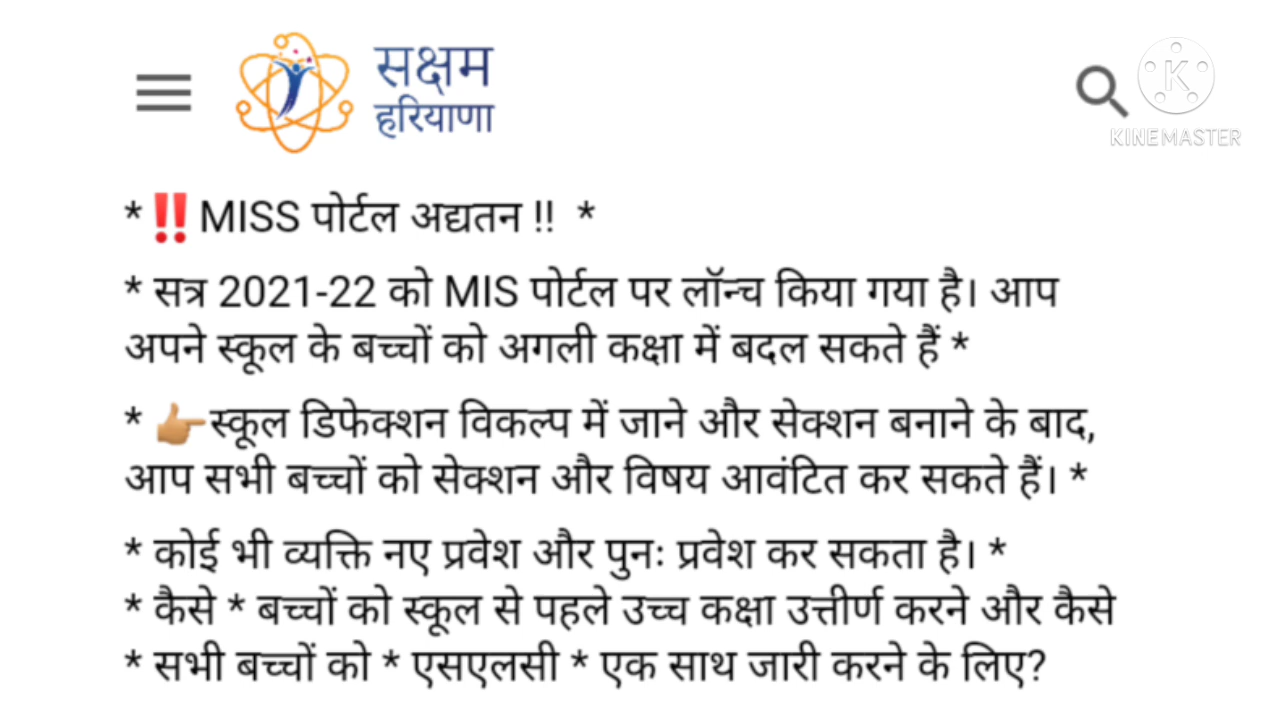 सक्षम
हरियाणा
KINEMASTER
*‼️MISS पोर्टल अद्यतन !! *
* सत्र 2021-22 को MIS पोर्टल पर लॉन्च किया गया है। आप
अपने स्कूल के बच्चों को अगली कक्षा में बदल सकते हैं *
* 👉🏽स्कूल डिफेक्शन विकल्प में जाने और सेक्शन बनाने के बाद,
आप सभी बच्चों को सेक्शन और विषय आवंटित कर सकते हैं। *
* कोई भी व्यक्ति नए प्रवेश और पुनः प्रवेश कर सकता है। *
* कैसे * बच्चों को स्कूल से पहले उच्च कक्षा उत्तीर्ण करने और कैसे
* सभी बच्चों को * एसएलसी * एक साथ जारी करने के लिए?